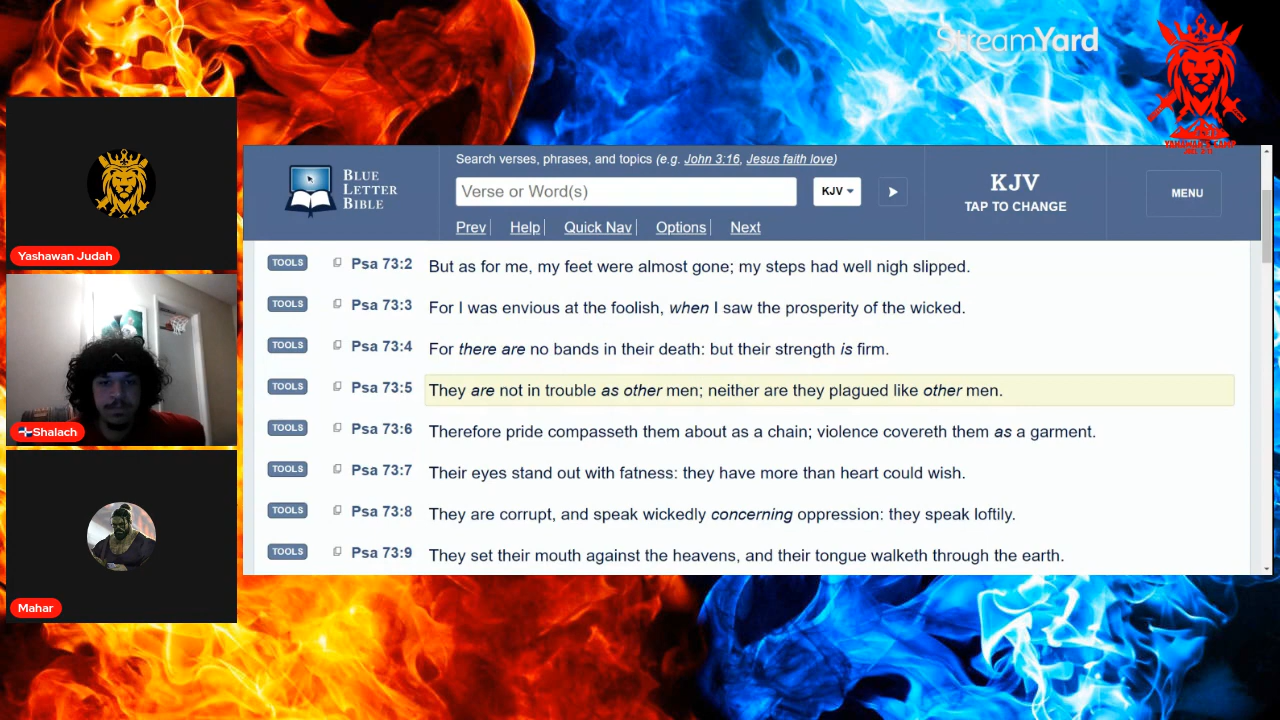 StreamYard
YAHAWAH'S CAMP
Yashawan Judah
Shalach
Mahar
BLUE
LETTER
BIBLE
Search verses, phrases, and topics (e.g. John 3:16, Jesus faith love)
Verse or Word(s)
KJV
Prev Help Quick Nav Options Next
KJV
TAP TO CHANGE
MENU
TOOLS Psa 73:2 But as for me, my feet were almost gone; my steps had well nigh slipped.
TOOLS Psa 73:3 For I was envious at the foolish, when I saw the prosperity of the wicked.
TOOLS Psa 73:4 For there are no bands in their death: but their strength is firm.
TOOLS Psa 73:5 They are not in trouble as other men; neither are they plagued like other men.
TOOLS Psa 73:6 Therefore pride compasseth them about as a chain; violence covereth them as a garment.
TOOLS Psa 73:7 Their eyes stand out with fatness: they have more than heart could wish.
TOOLS Psa 73:8 They are corrupt, and speak wickedly concerning oppression: they speak loftily.
TOOLS Psa 73:9 They set their mouth against the heavens, and their tongue walketh through the earth.